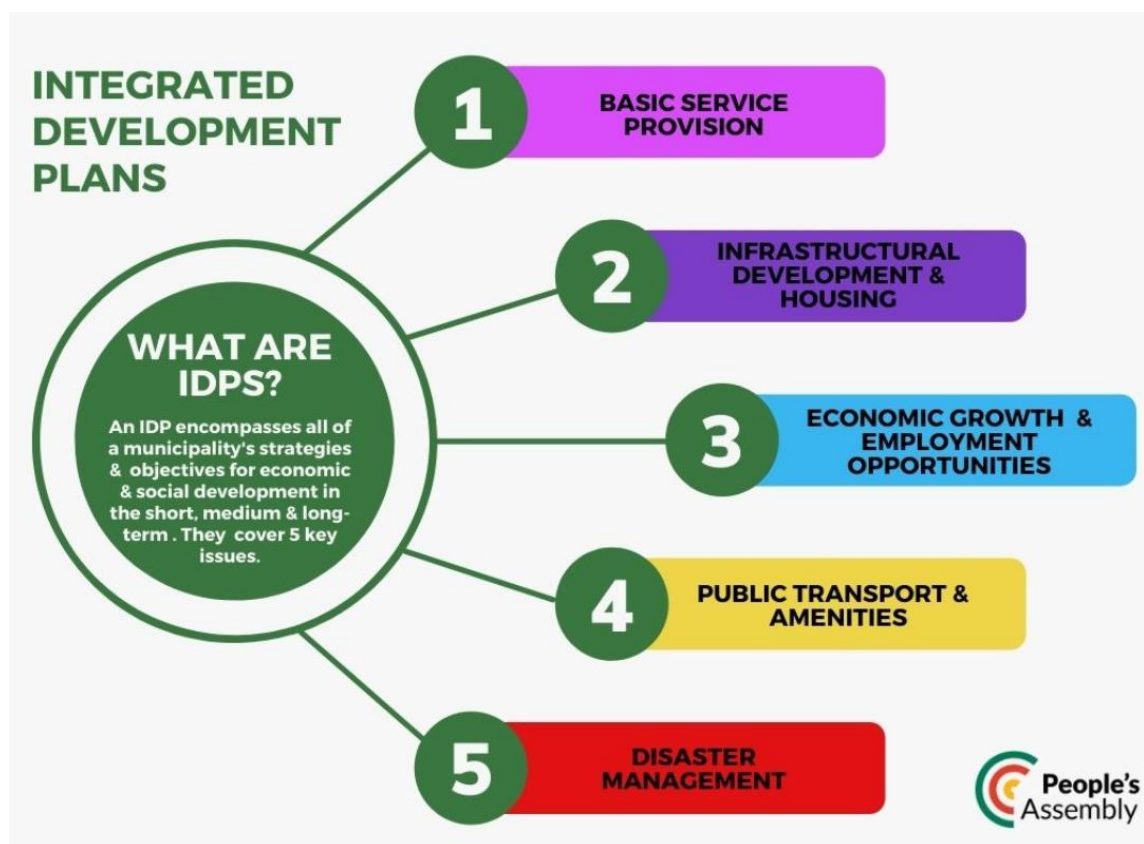 INTEGRATED
DEVELOPMENT
PLANS
WHAT ARE
IDPS?
An IDP encompasses all of
a municipality's strategies
& objectives for economic
& social development in
the short, medium & long-
term . They cover 5 key
issues.
1
BASIC SERVICE
PROVISION
2
INFRASTRUCTURAL
DEVELOPMENT &
HOUSING
3
ECONOMIC GROWTH &
EMPLOYMENT
OPPORTUNITIES
4
PUBLIC TRANSPORT &
AMENITIES
5
DISASTER
MANAGEMENT
People's
Assembly